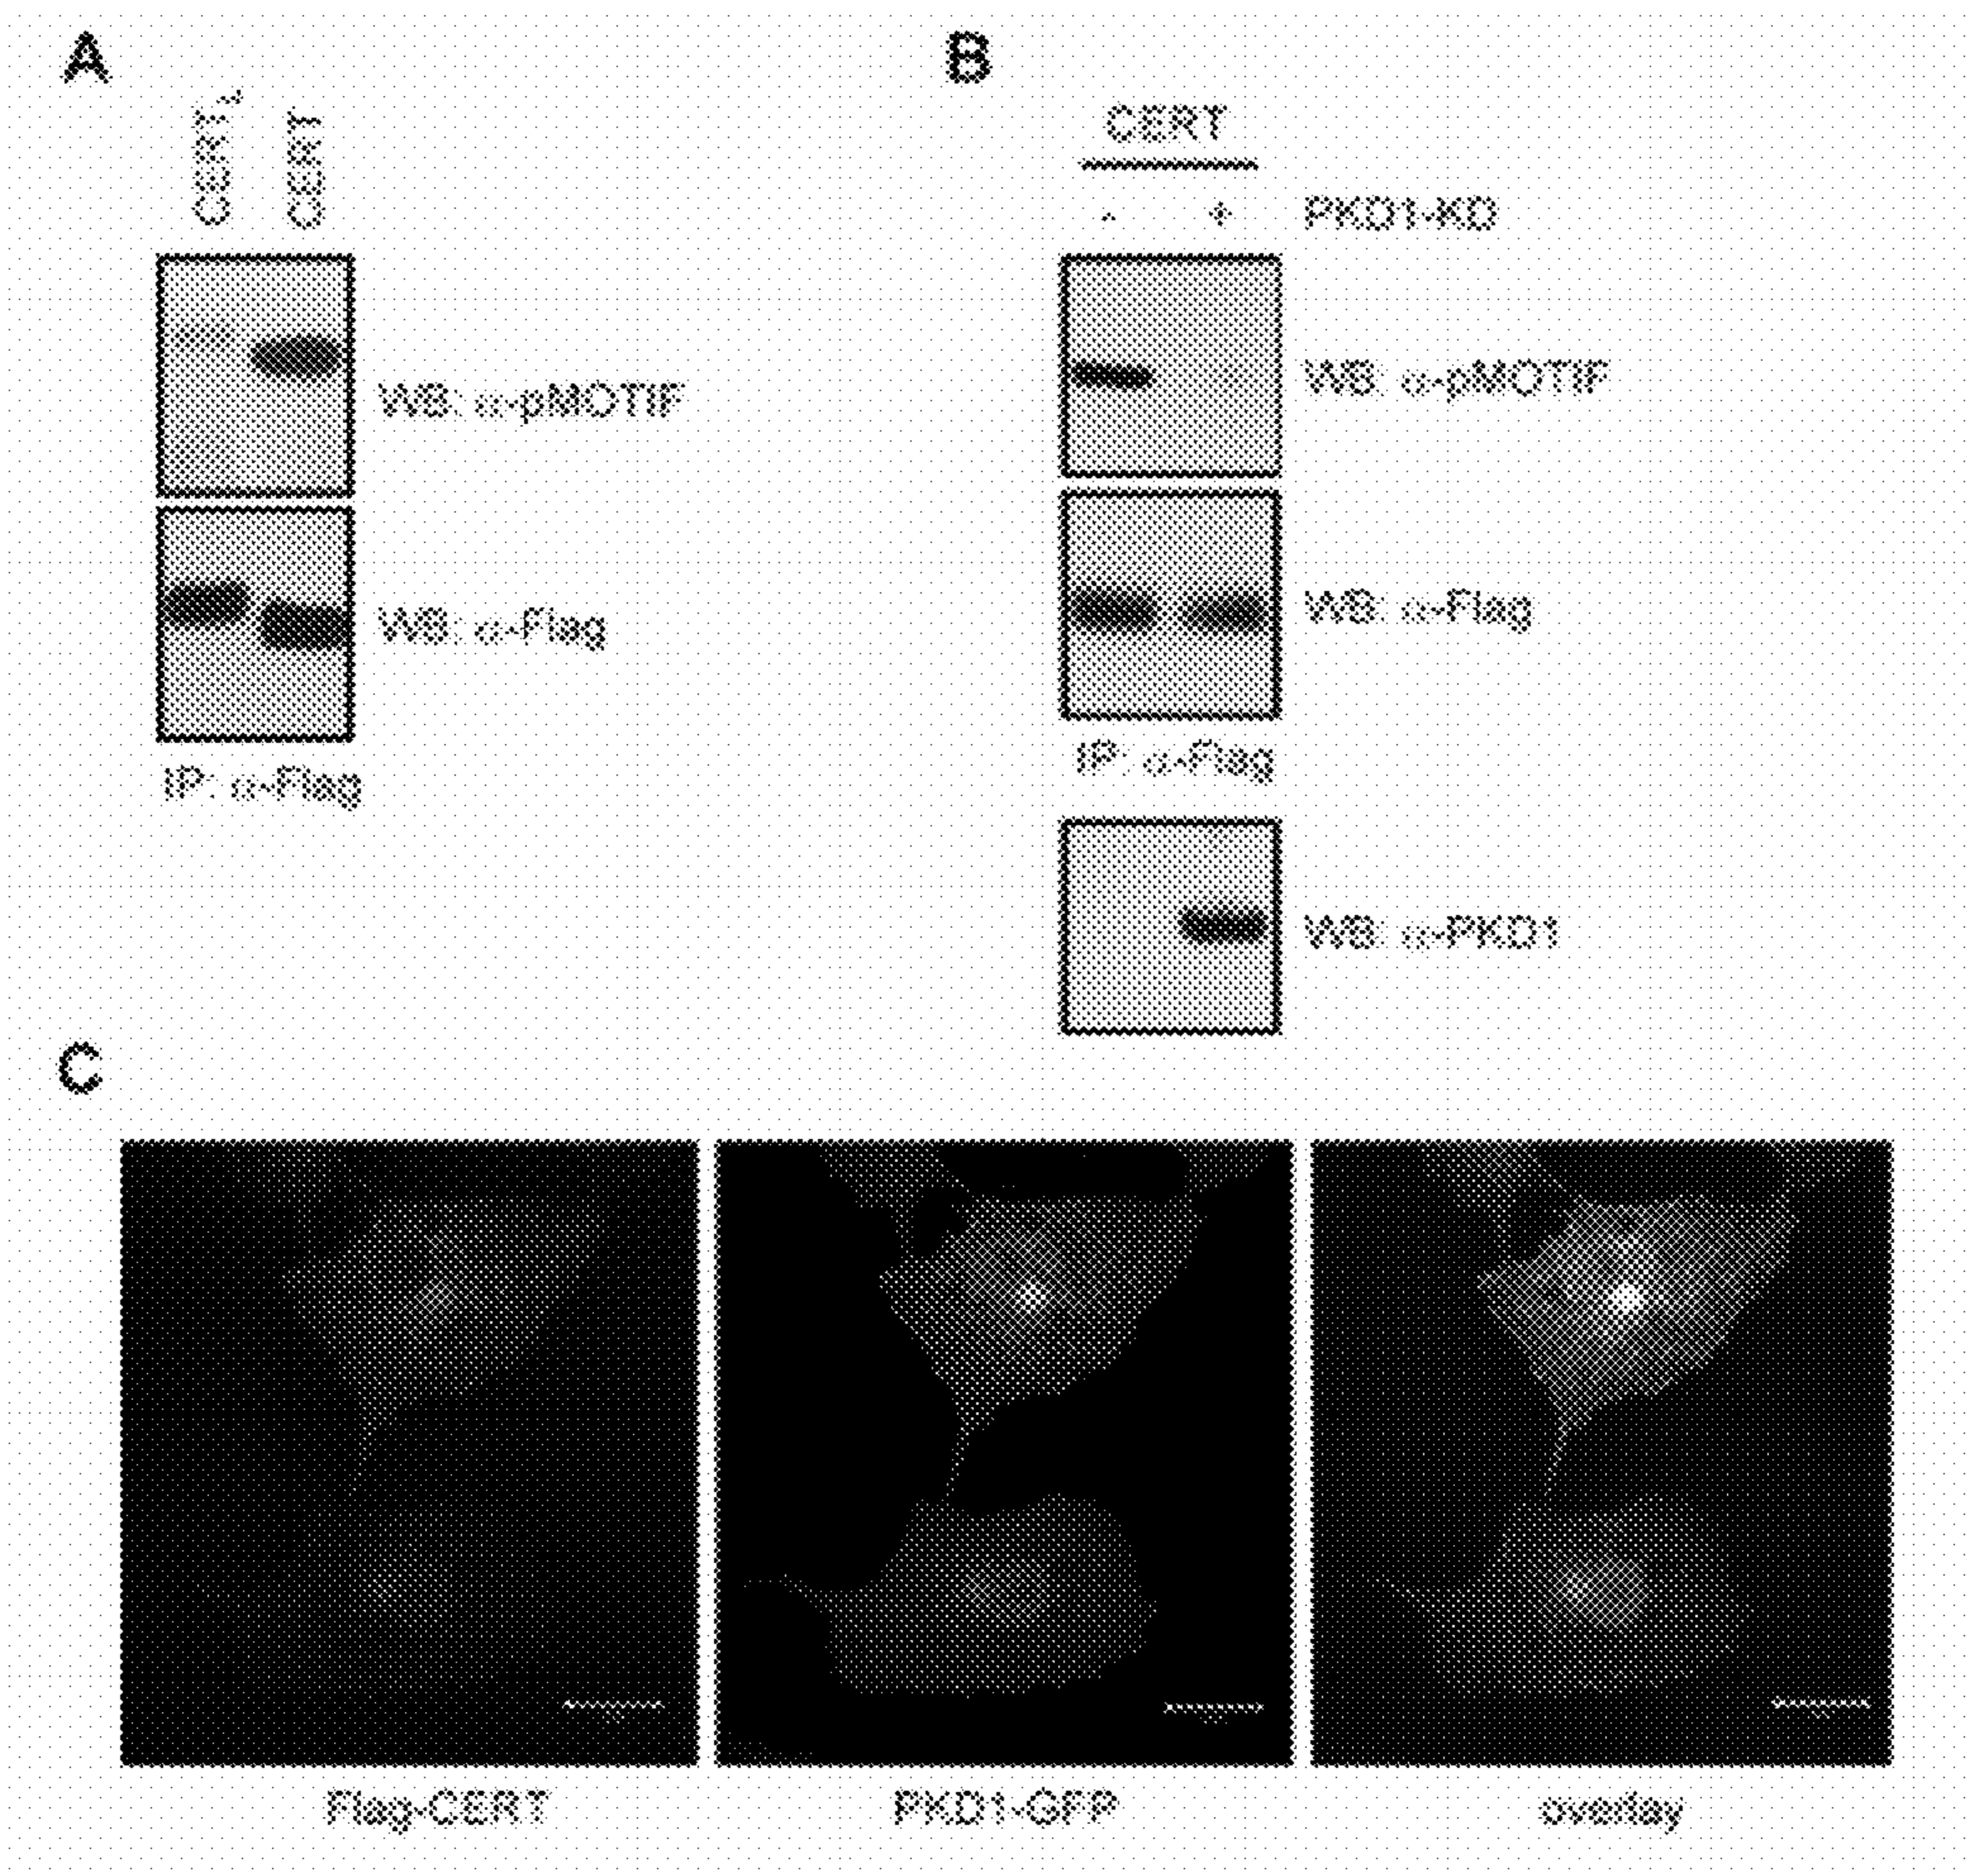 A
CERT
CERT
WB: α-pMOTIF
WB: α-Flag
IP: α-Flag
B
CERT
- + PKD1-KD
WB: α-pMOTIF
WB: α-Flag
IP: α-Flag
WB: α-PKD1
C
Flag-CERT
PKD1-GFP
overlay